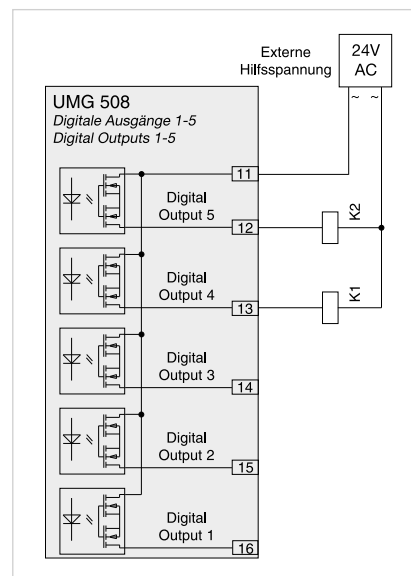 Externe
Hilfsspannung
24V
AC
~ ~
UMG 508
Digitale Ausgänge 1-5
Digital Outputs 1-5
11
Digital
Output 5
12
K2
Digital
Output 4
13
K1
Digital
Output 3
14
Digital
Output 2
15
Digital
Output 1
16